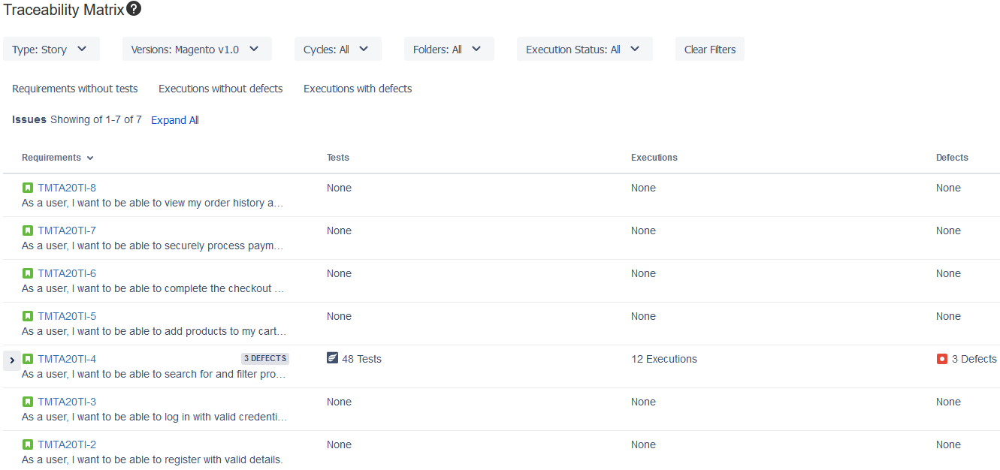 Traceability Matrix ?
Type: Story Versions: Magento v1.0 Cycles: All Folders: All Execution Status: All Clear Filters
Requirements without tests Executions without defects Executions with defects
Issues Showing of 1-7 of 7 Expand All
Requirements Tests Executions Defects
TMTA20TI-8 None None None
As a user, I want to be able to view my order history a...
TMTA20TI-7 None None None
As a user, I want to be able to securely process paym...
TMTA20TI-6 None None None
As a user, I want to be able to complete the checkout ...
TMTA20TI-5 None None None
As a user, I want to be able to add products to my cart...
TMTA20TI-4 3 DEFECTS 48 Tests 12 Executions 3 Defects
As a user, I want to be able to search for and filter pro...
TMTA20TI-3 None None None
As a user, I want to be able to log in with valid credenti...
TMTA20TI-2 None None None
As a user, I want to be able to register with valid details.